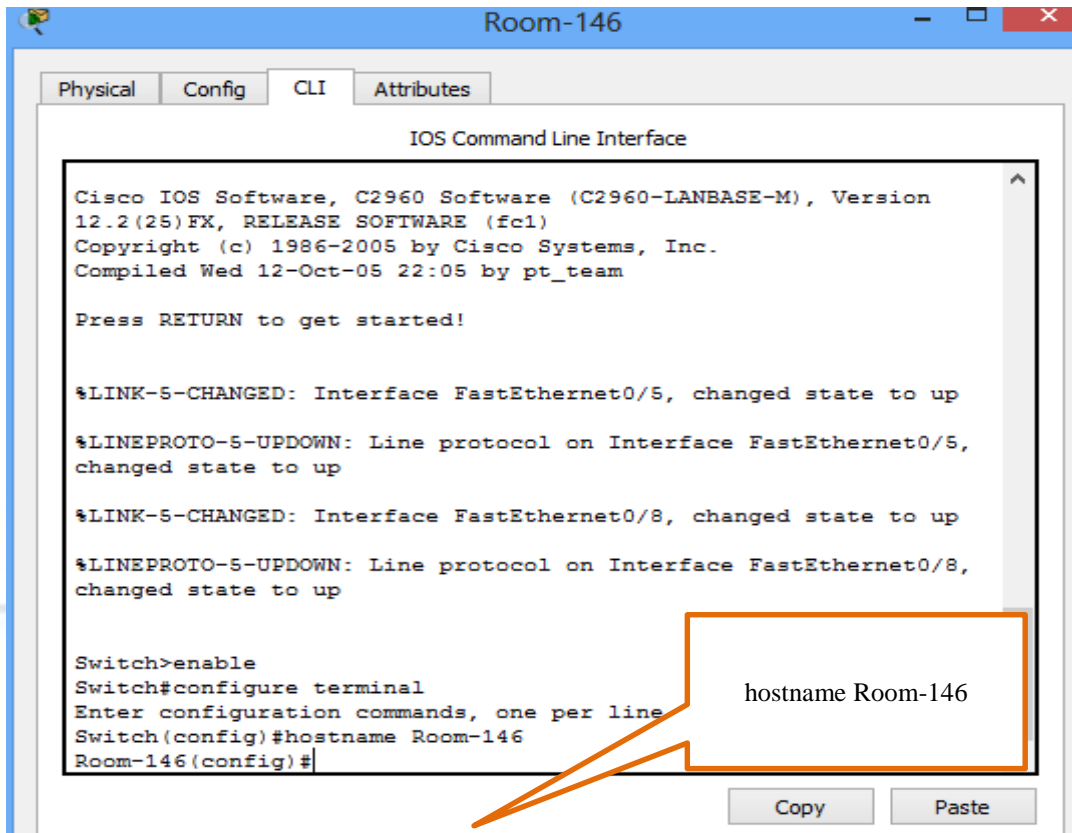 Room-146
Physical Config CLI Attributes
IOS Command Line Interface
Cisco IOS Software, C2960 Software (C2960-LANBASE-M), Version
12.2(25)FX, RELEASE SOFTWARE (fc1)
Copyright (c) 1986-2005 by Cisco Systems, Inc.
Compiled Wed 12-Oct-05 22:05 by pt_team
Press RETURN to get started!
%LINK-5-CHANGED: Interface FastEthernet0/5, changed state to up
%LINEPROTO-5-UPDOWN: Line protocol on Interface FastEthernet0/5,
changed state to up
%LINK-5-CHANGED: Interface FastEthernet0/8, changed state to up
%LINEPROTO-5-UPDOWN: Line protocol on Interface FastEthernet0/8,
changed state to up
Switch>enable
Switch#configure terminal
Enter configuration commands, one per line
Switch(config)#hostname Room-146
Room-146(config)#
hostname Room-146
Copy Paste